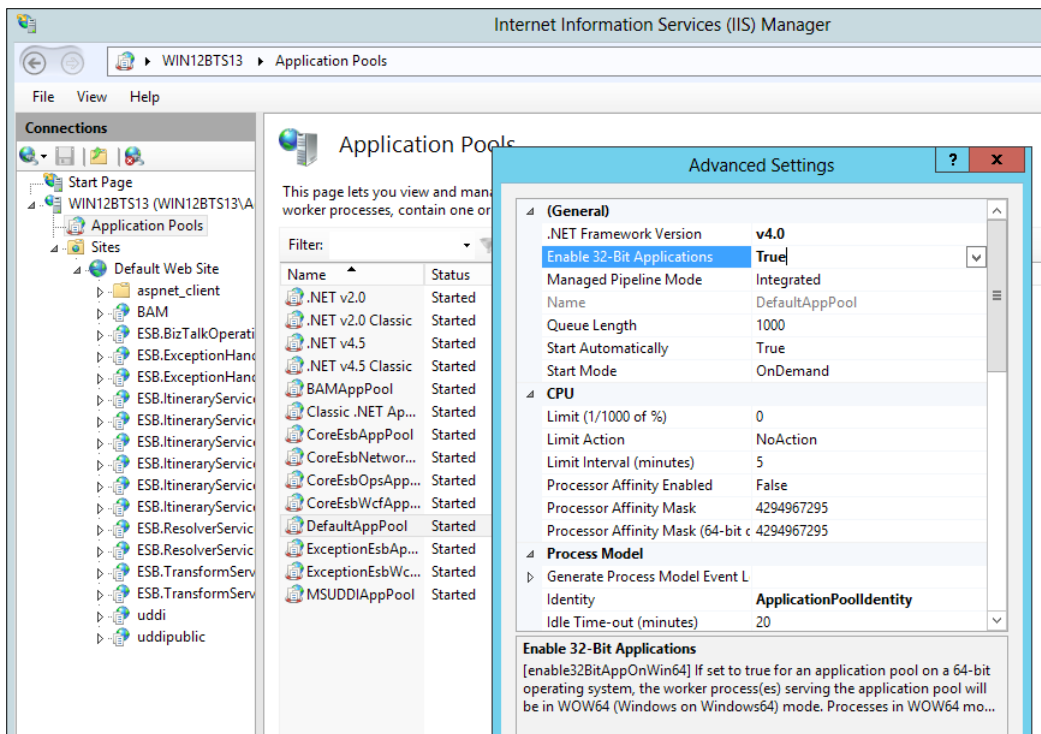 Internet Information Services (IIS) Manager
WIN12BTS13 Application Pools
File View Help
Connections
Start Page
WIN12BTS13 (WIN12BTS13\A
Application Pools
Sites
Default Web Site
aspnet_client
BAM
ESB.BizTalkOperati
ESB.ExceptionHand
ESB.ExceptionHand
ESB.ItineraryServic
ESB.ItineraryServic
ESB.ItineraryServic
ESB.ItineraryServic
ESB.ItineraryServic
ESB.ItineraryServic
ESB.ResolverServic
ESB.ResolverServic
ESB.TransformServ
ESB.TransformServ
uddi
uddipublic
Application Pools
This page lets you view and mana
worker processes, contain one or
Filter:
Name Status
.NET v2.0 Started
.NET v2.0 Classic Started
.NET v4.5 Started
.NET v4.5 Classic Started
BAMAppPool Started
Classic .NET Ap... Started
CoreEsbAppPool Started
CoreEsbNetwor... Started
CoreEsbOpsApp... Started
CoreEsbWcfApp... Started
DefaultAppPool Started
ExceptionEsbAp... Started
ExceptionEsbWc... Started
MSUDDIAppPool Started
Advanced Settings ? x
(General)
.NET Framework Version v4.0
Enable 32-Bit Applications True
Managed Pipeline Mode Integrated
Name DefaultAppPool
Queue Length 1000
Start Automatically True
Start Mode OnDemand
CPU
Limit (1/1000 of %) 0
Limit Action NoAction
Limit Interval (minutes) 5
Processor Affinity Enabled False
Processor Affinity Mask 4294967295
Processor Affinity Mask (64-bit c 4294967295
Process Model
Generate Process Model Event L
Identity ApplicationPoolIdentity
Idle Time-out (minutes) 20
Enable 32-Bit Applications
[enable32BitAppOnWin64] If set to true for an application pool on a 64-bit
operating system, the worker process(es) serving the application pool will
be in WOW64 (Windows on Windows64) mode. Processes in WOW64 mo...